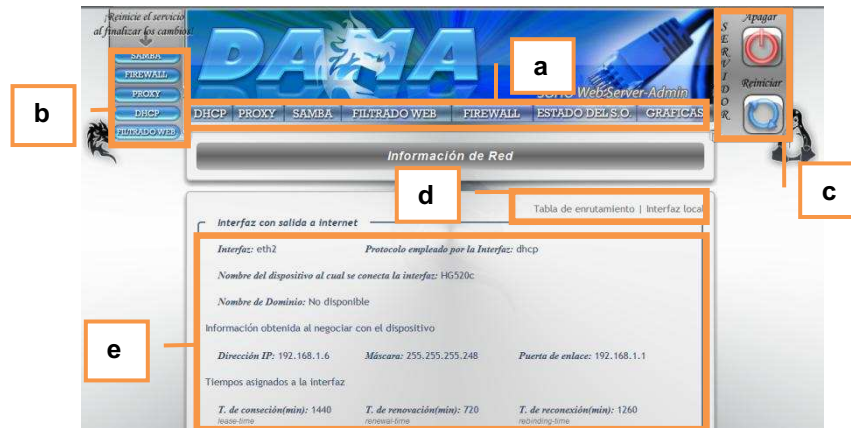 ¡Reinicie el servicio
al finalizar los cambios!
SAMBA
FIREWALL
PROXY
DHCP
FILTRADO WEB
b
DAMA
a
SOHO Web-Server-Admin
DHCP PROXY SAMBA FILTRADO WEB FIREWALL ESTADO DEL S.O. GRAFICAS
SERVIDOR
Apagar
Reiniciar
c
Información de Red
d
Tabla de enrutamiento | Interfaz local
Interfaz con salida a internet
e
Interfaz: eth2 Protocolo empleado por la Interfaz: dhcp
Nombre del dispositivo al cual se conecta la interfaz: HG520c
Nombre de Dominio: No disponible
Información obtenida al negociar con el dispositivo
Dirección IP: 192.168.1.6 Máscara: 255.255.255.248 Puerta de enlace: 192.168.1.1
Tiempos asignados a la interfaz
T. de conseción(min): 1440 T. de renovación(min): 720 T. de reconexión(min): 1260
lease-time renewal-time rebinding-time